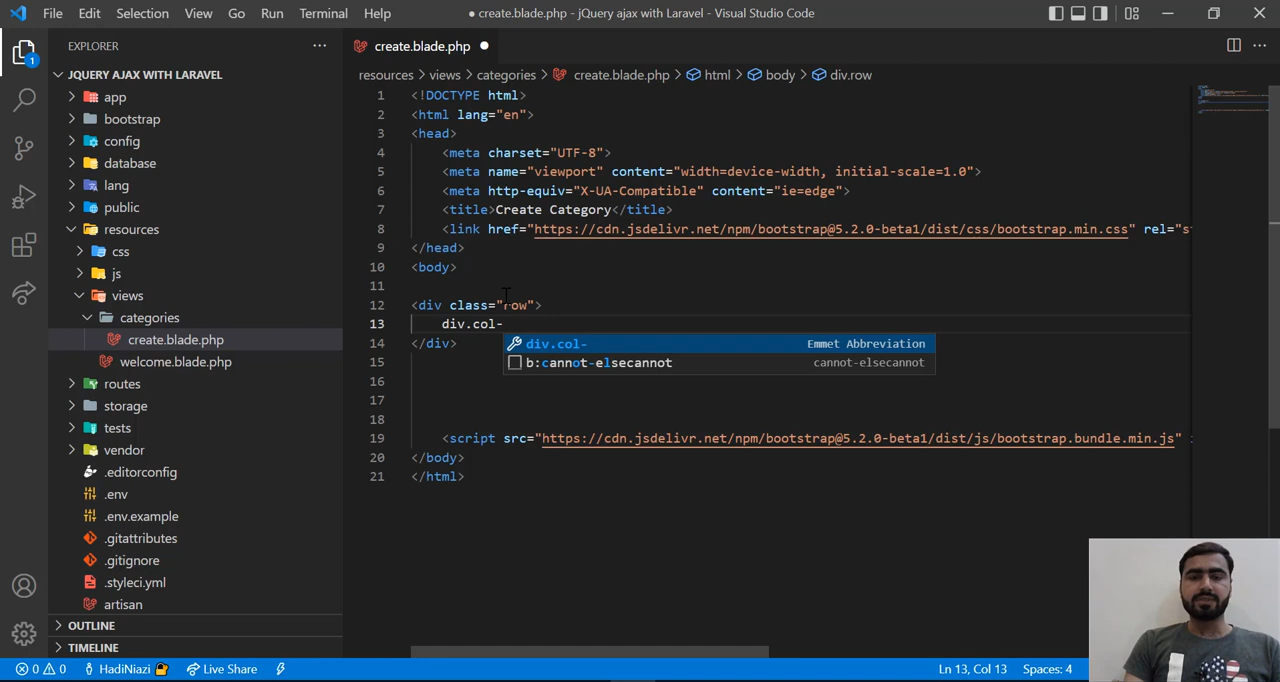 File Edit Selection View Go Run Terminal Help
● create.blade.php - jQuery ajax with Laravel - Visual Studio Code
EXPLORER
create.blade.php
JQUERY AJAX WITH LARAVEL
resources > views > categories > create.blade.php > html > body > div.row
app
bootstrap
config
database
lang
public
resources
css
js
views
categories
create.blade.php
welcome.blade.php
routes
storage
tests
vendor
.editorconfig
.env
.env.example
.gitattributes
.gitignore
.styleci.yml
artisan
OUTLINE
TIMELINE
1 <!DOCTYPE html>
2 <html lang="en">
3 <head>
4 <meta charset="UTF-8">
5 <meta name="viewport" content="width=device-width, initial-scale=1.0">
6 <meta http-equiv="X-UA-Compatible" content="ie=edge">
7 <title>Create Category</title>
8 <link href="https://cdn.jsdelivr.net/npm/bootstrap@5.2.0-beta1/dist/css/bootstrap.min.css" rel="st
9 </head>
10 <body>
11
12 <div class="row">
13 div.col-
14 </div>
div.col- Emmet Abbreviation
b:cannot-elsecannot cannot-elsecannot
15
16
17
18
19 <script src="https://cdn.jsdelivr.net/npm/bootstrap@5.2.0-beta1/dist/js/bootstrap.bundle.min.js"
20 </body>
21 </html>
1
0 0 HadiNiazi Live Share
Ln 13, Col 13 Spaces: 4